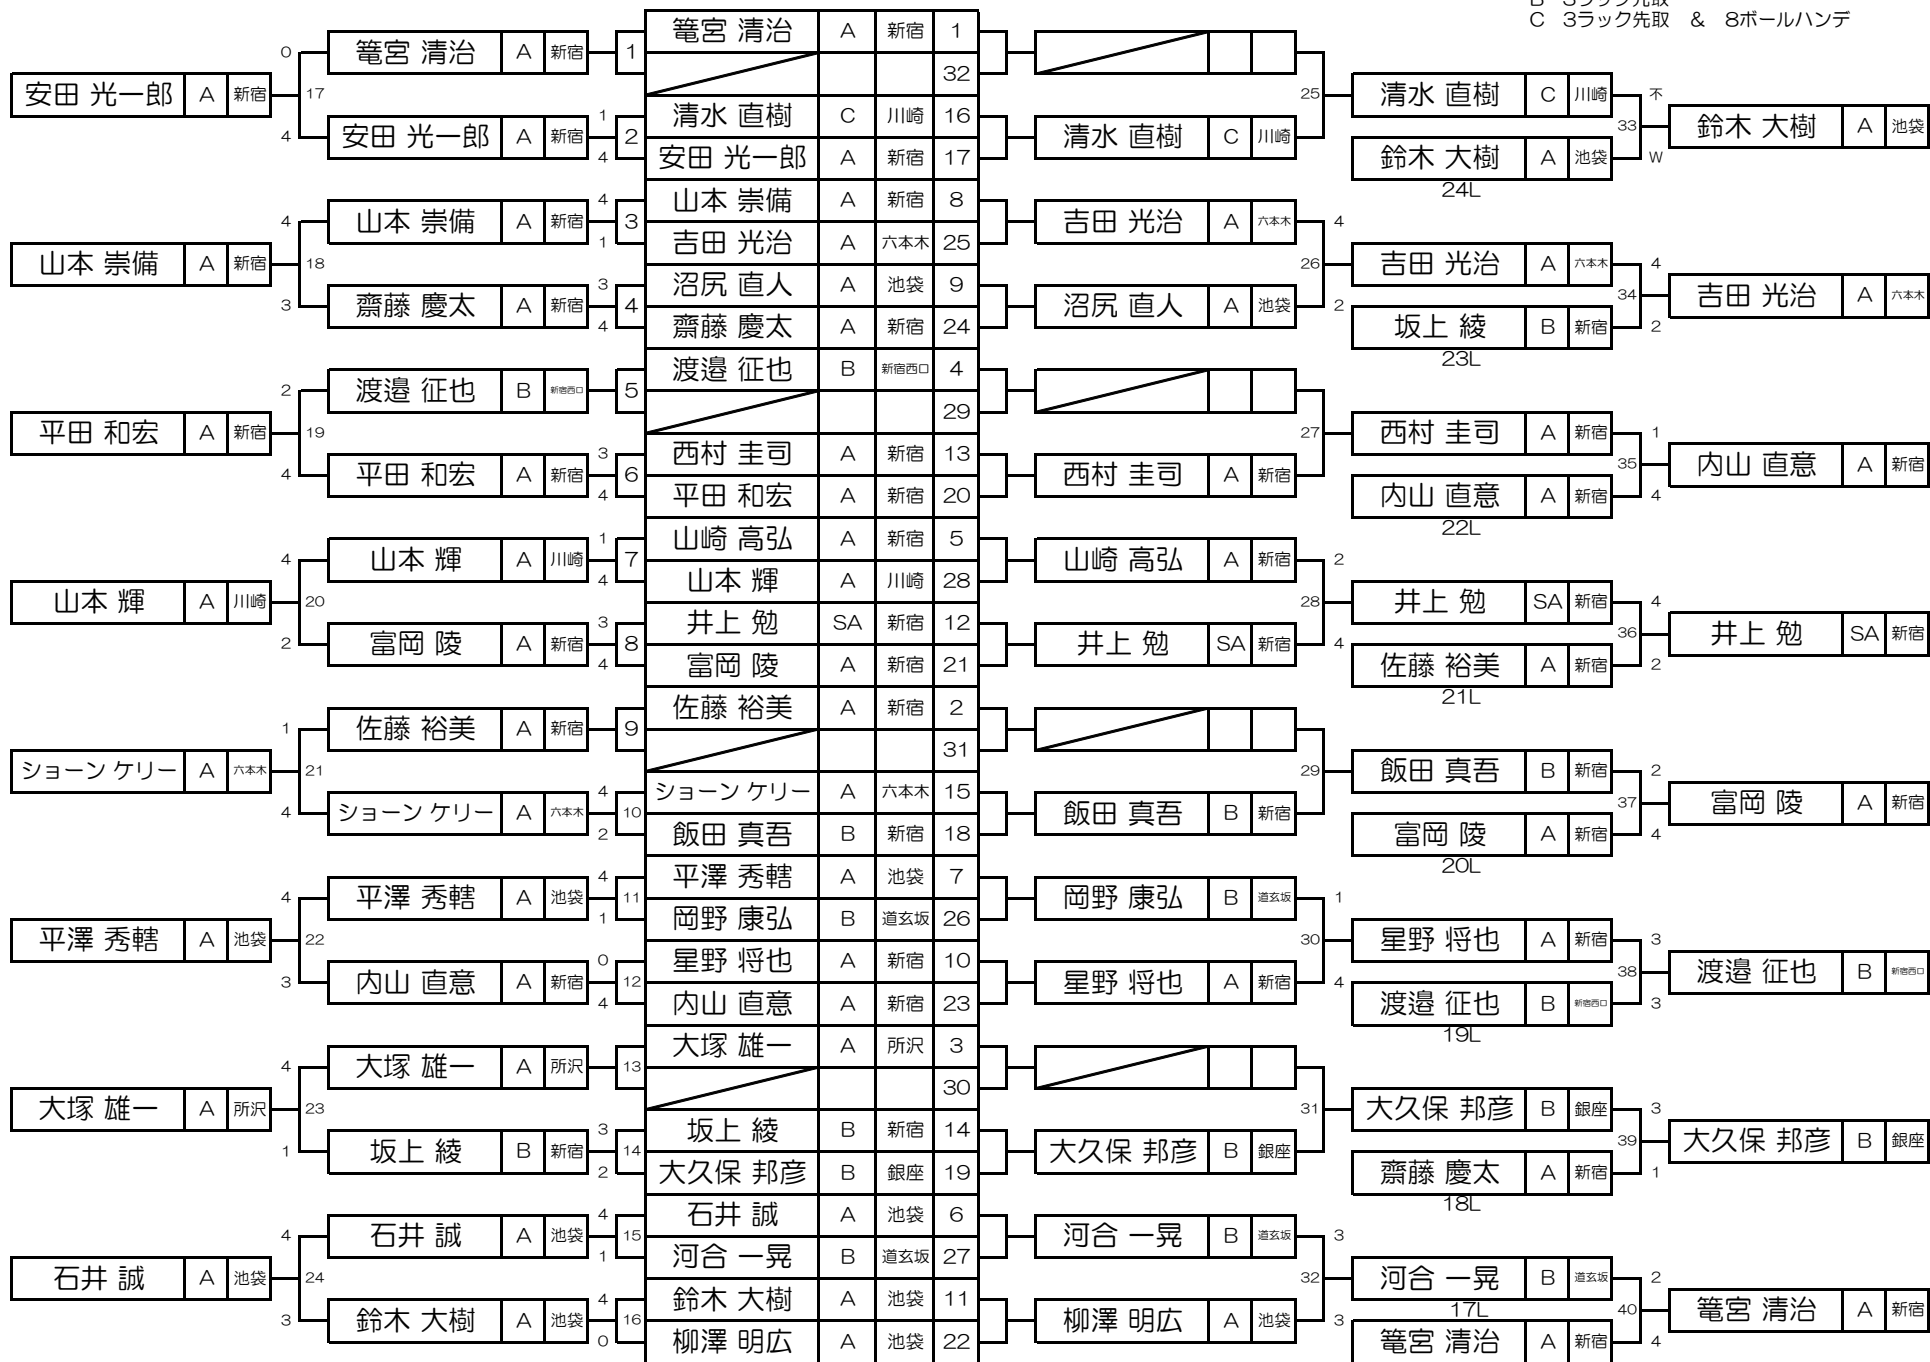 B 3ラック先取
C 3ラック先取 & 8ボールハンデ
安田 光一郎 A 新宿
山本 崇備 A 新宿
平田 和宏 A 新宿
山本 輝 A 川崎
ショーン ケリー A 六本木
平澤 秀轄 A 池袋
大塚 雄一 A 所沢
石井 誠 A 池袋
0 篭宮 清治 A 新宿 1
17
4 安田 光一郎 A 新宿 1 2 4
4 山本 崇備 A 新宿 4 3 1
18
3 齋藤 慶太 A 新宿 3 4 4
2 渡邉 征也 B 新宿西口 5
19
4 平田 和宏 A 新宿 3 6 4
4 山本 輝 A 川崎 1 7 4
20
2 富岡 陵 A 新宿 3 8 4
1 佐藤 裕美 A 新宿 9
21
4 ショーン ケリー A 六本木 4 10 2
4 平澤 秀轄 A 池袋 4 11 1
22
3 内山 直意 A 新宿 0 12 4
4 大塚 雄一 A 所沢 13
23
1 坂上 綾 B 新宿 3 14 2
4 石井 誠 A 池袋 4 15 1
24
3 鈴木 大樹 A 池袋 4 16 0
篭宮 清治 A 新宿 1
32
清水 直樹 C 川崎 16
安田 光一郎 A 新宿 17
山本 崇備 A 新宿 8
吉田 光治 A 六本木 25
沼尻 直人 A 池袋 9
齋藤 慶太 A 新宿 24
渡邉 征也 B 新宿西口 4
29
西村 圭司 A 新宿 13
平田 和宏 A 新宿 20
山崎 高弘 A 新宿 5
山本 輝 A 川崎 28
井上 勉 SA 新宿 12
富岡 陵 A 新宿 21
佐藤 裕美 A 新宿 2
31
ショーン ケリー A 六本木 15
飯田 真吾 B 新宿 18
平澤 秀轄 A 池袋 7
岡野 康弘 B 道玄坂 26
星野 将也 A 新宿 10
内山 直意 A 新宿 23
大塚 雄一 A 所沢 3
30
坂上 綾 B 新宿 14
大久保 邦彦 B 銀座 19
石井 誠 A 池袋 6
河合 一晃 B 道玄坂 27
鈴木 大樹 A 池袋 11
柳澤 明広 A 池袋 22
25
清水 直樹 C 川崎
吉田 光治 A 六本木 4
26
沼尻 直人 A 池袋 2
27
西村 圭司 A 新宿
山崎 高弘 A 新宿 2
28
井上 勉 SA 新宿 4
29
飯田 真吾 B 新宿
岡野 康弘 B 道玄坂 1
30
星野 将也 A 新宿 4
31
大久保 邦彦 B 銀座
河合 一晃 B 道玄坂 3
32
柳澤 明広 A 池袋 3
清水 直樹 C 川崎 不
33
鈴木 大樹 A 池袋 W
24L
吉田 光治 A 六本木 4
34
坂上 綾 B 新宿 2
23L
西村 圭司 A 新宿 1
35
内山 直意 A 新宿 4
22L
井上 勉 SA 新宿 4
36
佐藤 裕美 A 新宿 2
21L
飯田 真吾 B 新宿 2
37
富岡 陵 A 新宿 4
20L
星野 将也 A 新宿 3
38
渡邉 征也 B 新宿西口 3
19L
大久保 邦彦 B 銀座 3
39
齋藤 慶太 A 新宿 1
18L
河合 一晃 B 道玄坂 2
17L
40
篭宮 清治 A 新宿 4
鈴木 大樹 A 池袋
吉田 光治 A 六本木
内山 直意 A 新宿
井上 勉 SA 新宿
富岡 陵 A 新宿
渡邉 征也 B 新宿西口
大久保 邦彦 B 銀座
篭宮 清治 A 新宿